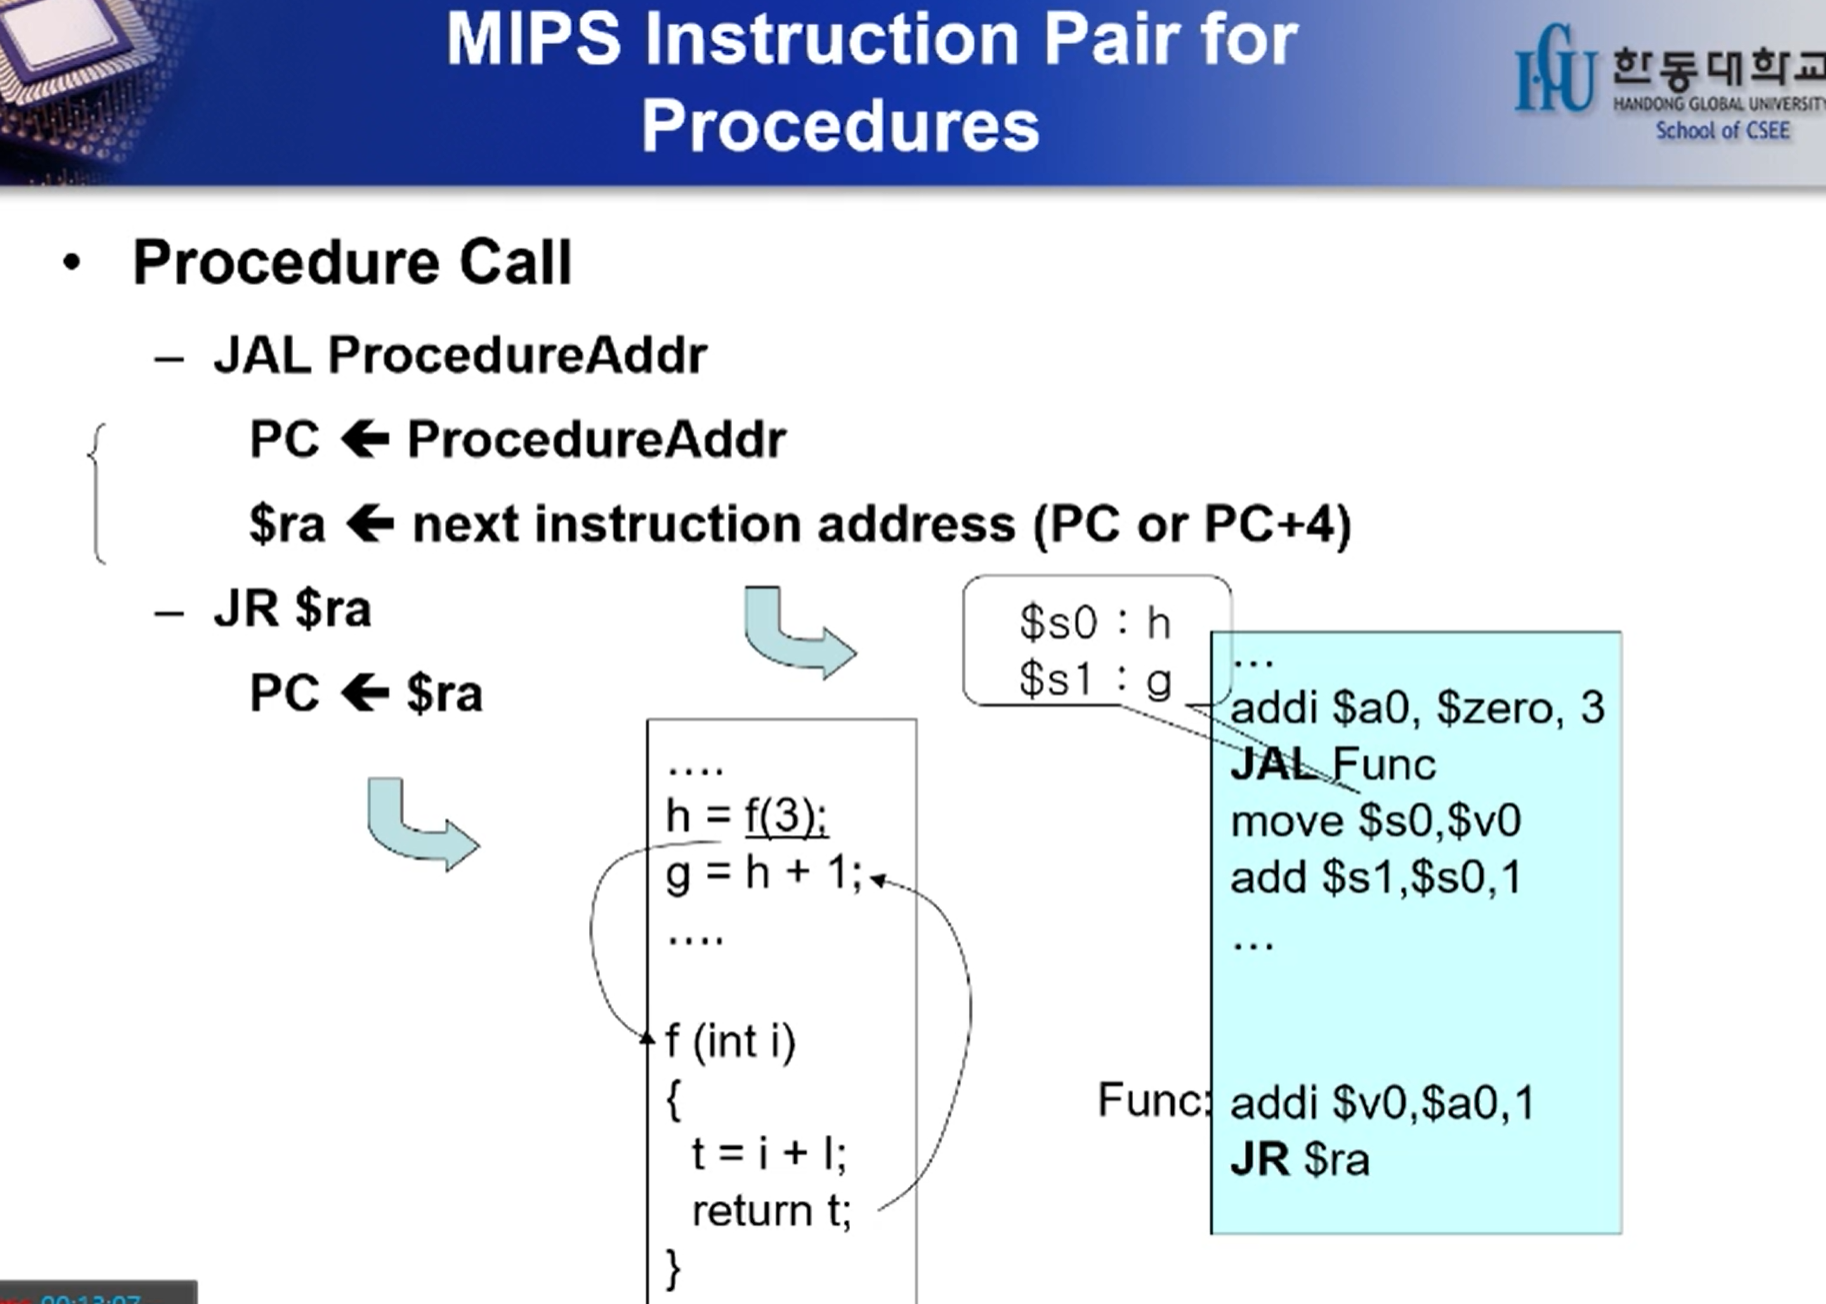 MIPS Instruction Pair for
Procedures
한동대학교
HANDONG GLOBAL UNIVERSITY
School of CSEE
• Procedure Call
– JAL ProcedureAddr
PC ← ProcedureAddr
$ra ← next instruction address (PC or PC+4)
– JR $ra
PC ← $ra
....
h = f(3);
g = h + 1;
....
f (int i)
{
t = i + l;
return t;
}
$s0 : h
$s1 : g
...
addi $a0, $zero, 3
JAL Func
move $s0,$v0
add $s1,$s0,1
...
Func: addi $v0,$a0,1
JR $ra